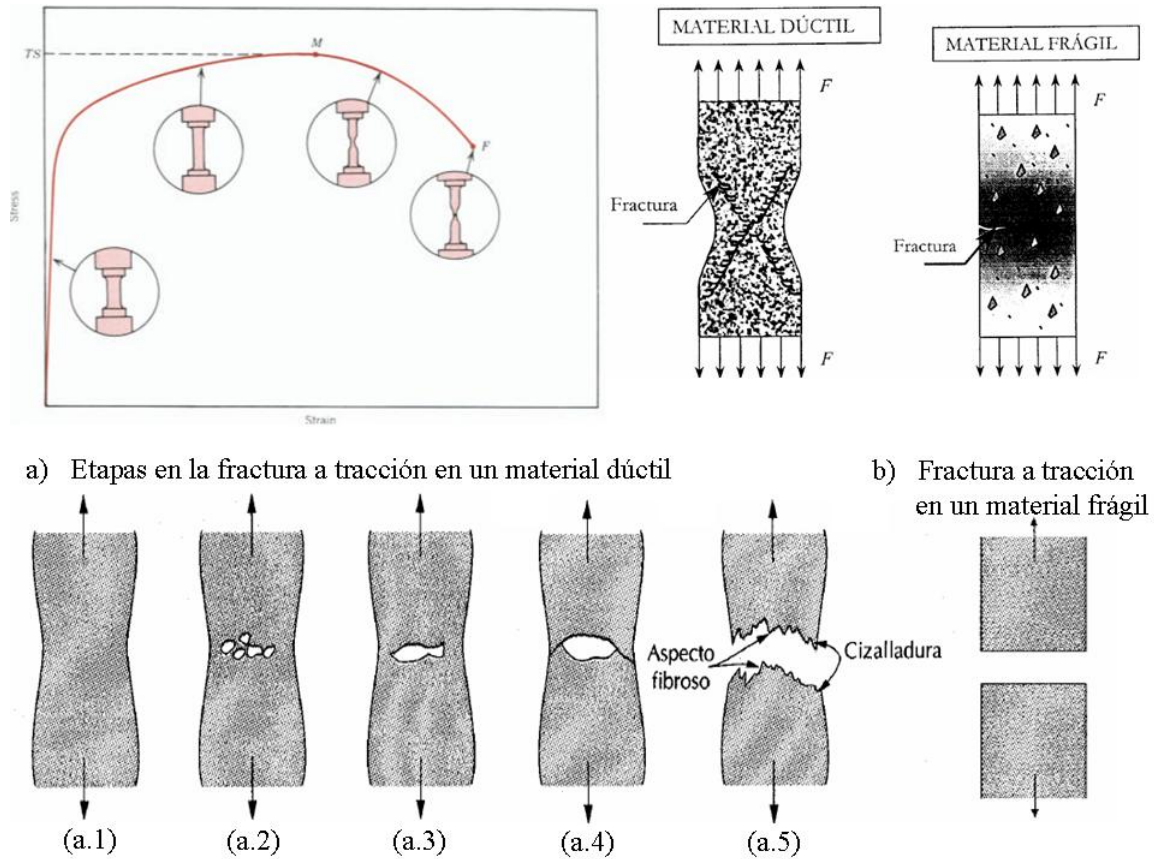 TS
M
F
Stress
Strain
MATERIAL DÚCTIL
F
Fractura
F
MATERIAL FRÁGIL
F
Fractura
F
a) Etapas en la fractura a tracción en un material dúctil
b) Fractura a tracción
en un material frágil
Aspecto
fibroso
Cizalladura
(a.1)
(a.2)
(a.3)
(a.4)
(a.5)